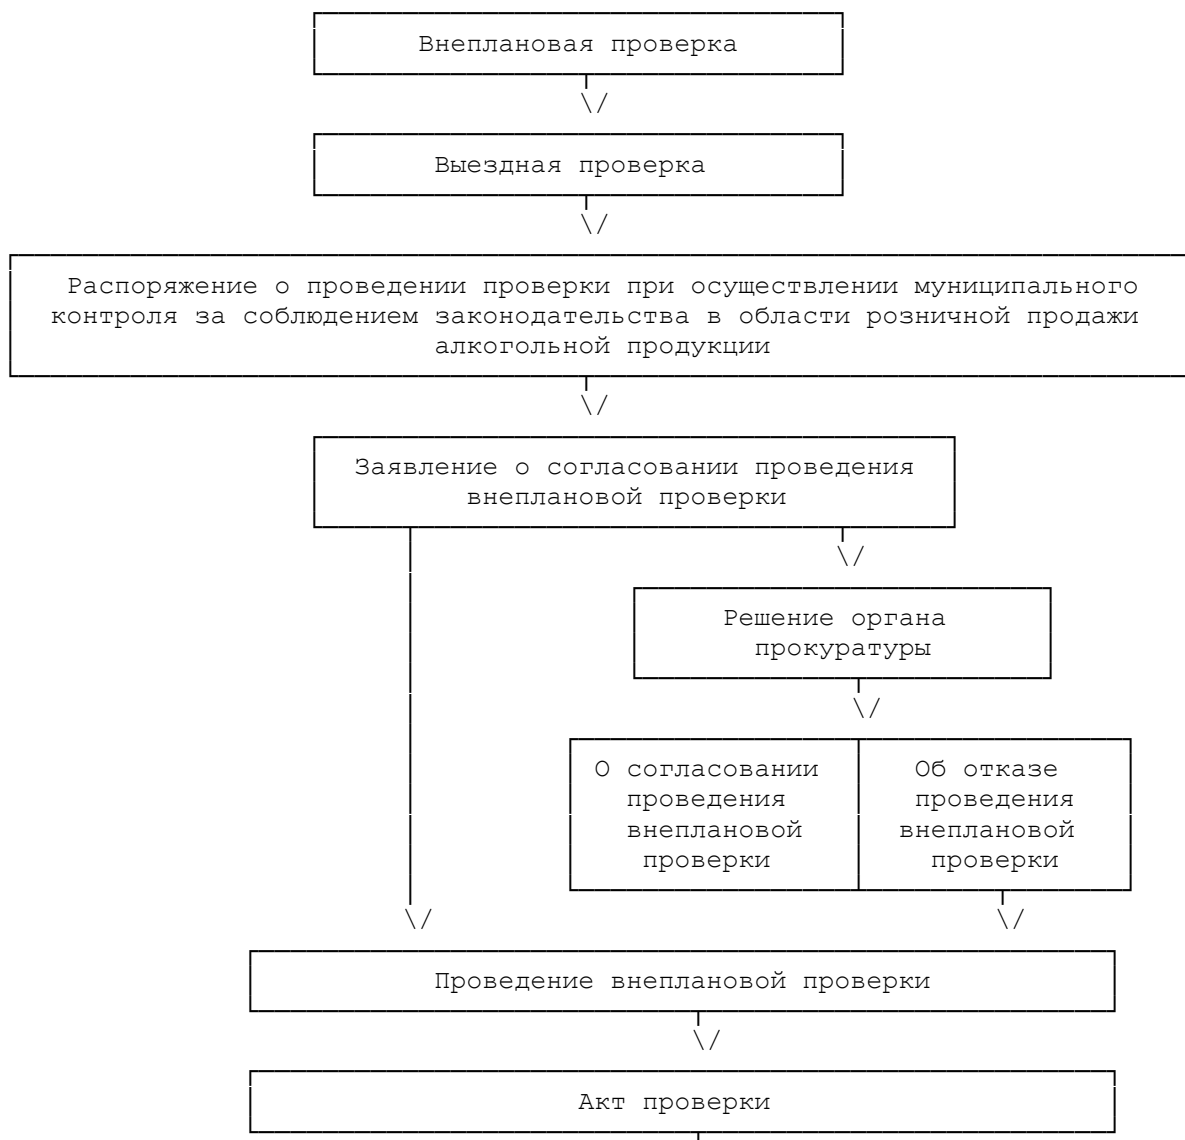 Внеплановая проверка
Выездная проверка
Распоряжение о проведении проверки при осуществлении муниципального
контроля за соблюдением законодательства в области розничной продажи
алкогольной продукции
Заявление о согласовании проведения
внеплановой проверки
Решение органа
прокуратуры
О согласовании
проведения
внеплановой
проверки
Об отказе
проведения
внеплановой
проверки
Проведение внеплановой проверки
Акт проверки